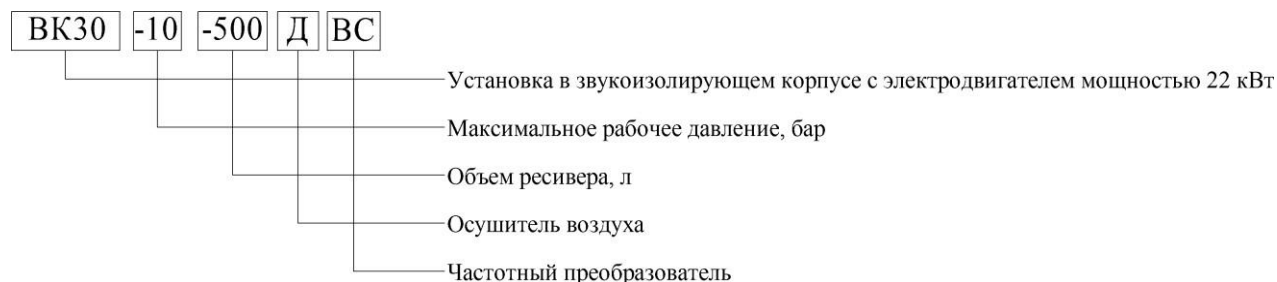 ВК30 -10 -500 Д ВС
Установка в звукоизолирующем корпусе с электродвигателем мощностью 22 кВт
Максимальное рабочее давление, бар
Объем ресивера, л
Осушитель воздуха
Частотный преобразователь